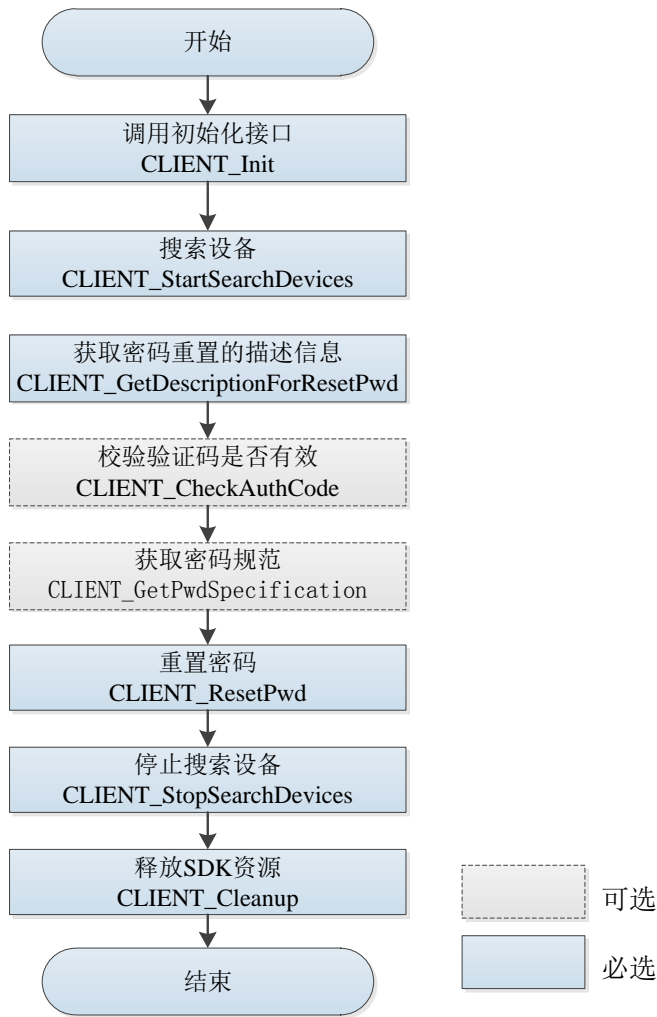 开始
调用初始化接口
CLIENT_Init
搜索设备
CLIENT_StartSearchDevices
获取密码重置的描述信息
CLIENT_GetDescriptionForResetPwd
校验验证码是否有效
CLIENT_CheckAuthCode
获取密码规范
CLIENT_GetPwdSpecification
重置密码
CLIENT_ResetPwd
停止搜索设备
CLIENT_StopSearchDevices
释放SDK资源
CLIENT_Cleanup
结束
可选
必选